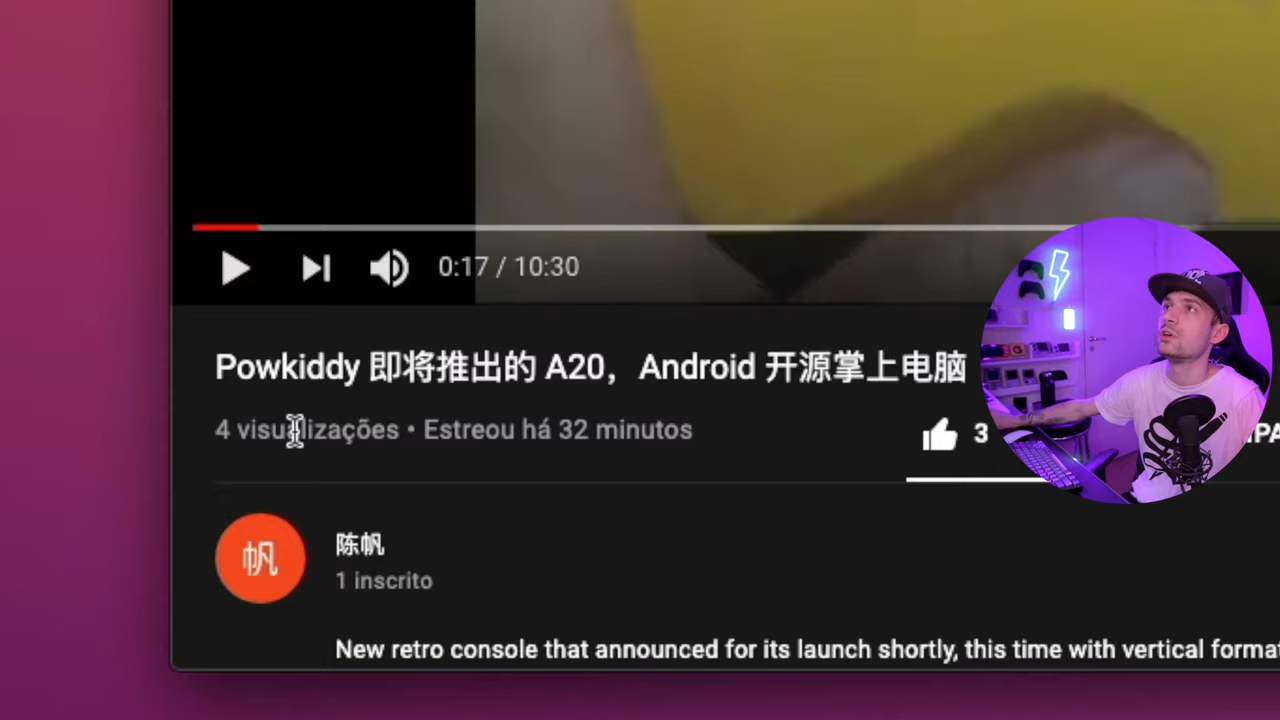 0:17 / 10:30
Powkiddy 即将推出的 A20，Android 开源掌上电脑
4 visualizações • Estreou há 32 minutos
3
帆
陈帆
1 inscrito
New retro console that announced for its launch shortly, this time with vertical